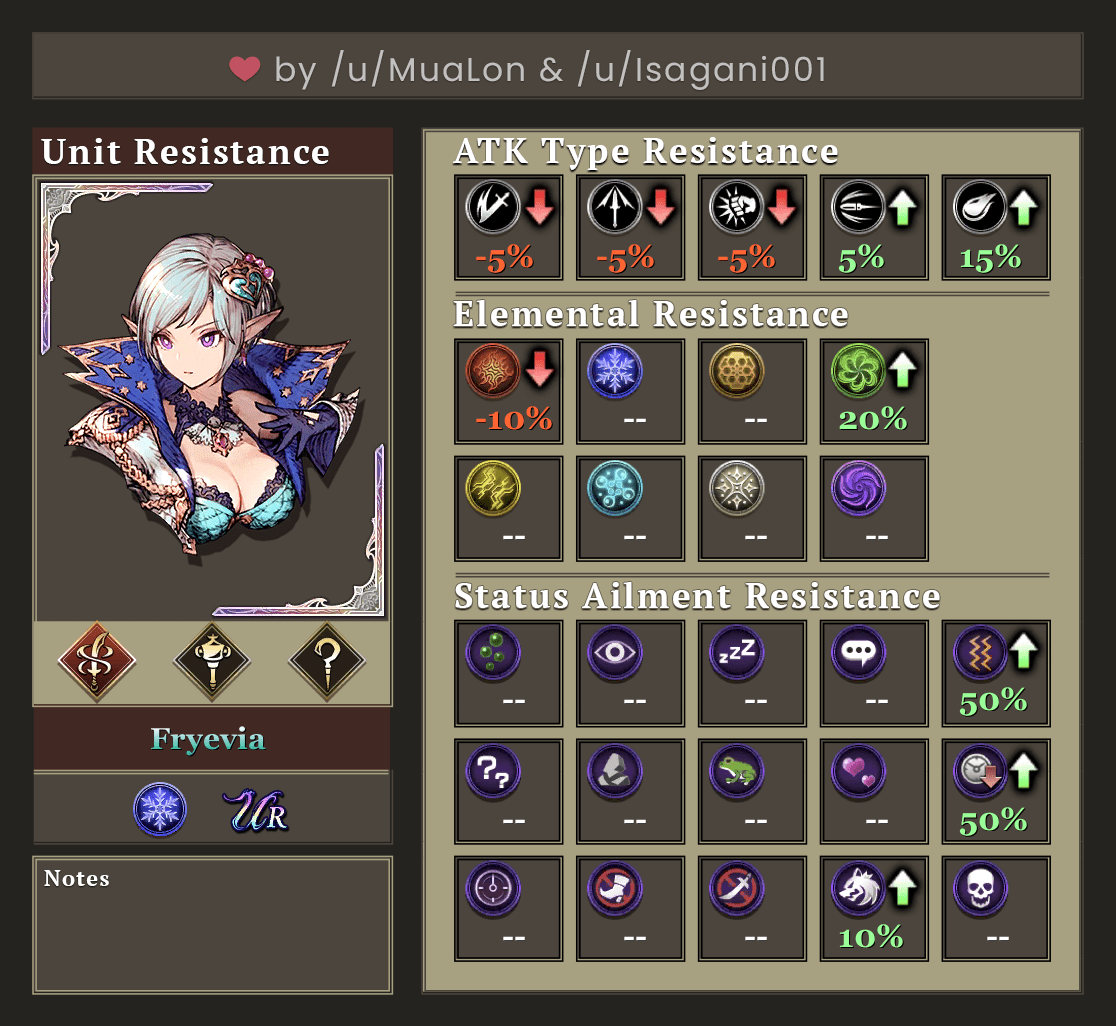 by /u/MuaLon & /u/Isagani001
Unit Resistance
Fryevia
UR
Notes
ATK Type Resistance
-5% -5% -5% 5% 15%
Elemental Resistance
-10% -- -- 20%
-- -- -- --
Status Ailment Resistance
zzZ
-- -- -- -- 50%
??
-- -- -- -- 50%
-- -- -- 10% --